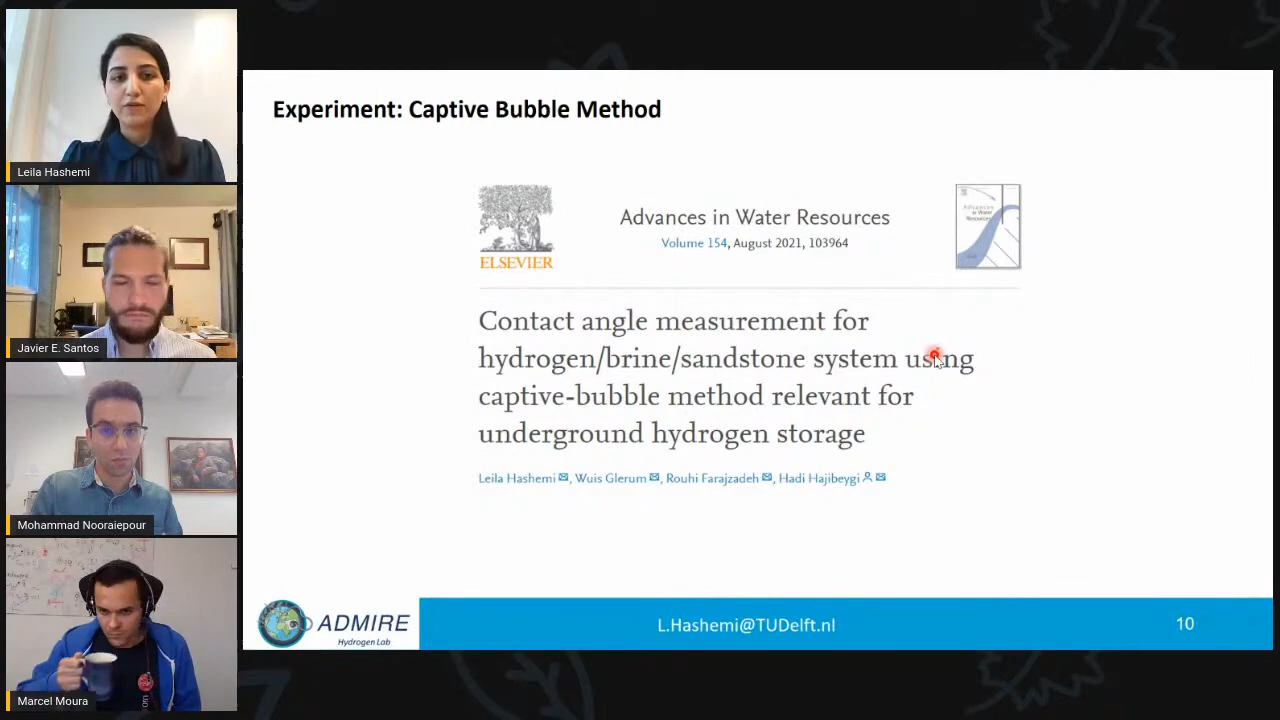 Leila Hashemi
Javier E. Santos
Mohammad Nooraiepour
Marcel Moura
Experiment: Captive Bubble Method
ELSEVIER
Advances in Water Resources
Volume 154, August 2021, 103964
Contact angle measurement for
hydrogen/brine/sandstone system using
captive-bubble method relevant for
underground hydrogen storage
Leila Hashemi, Wuis Glerum, Rouhi Farajzadeh, Hadi Hajibeygi
ADMIRE
Hydrogen Lab
L.Hashemi@TUDelft.nl
10